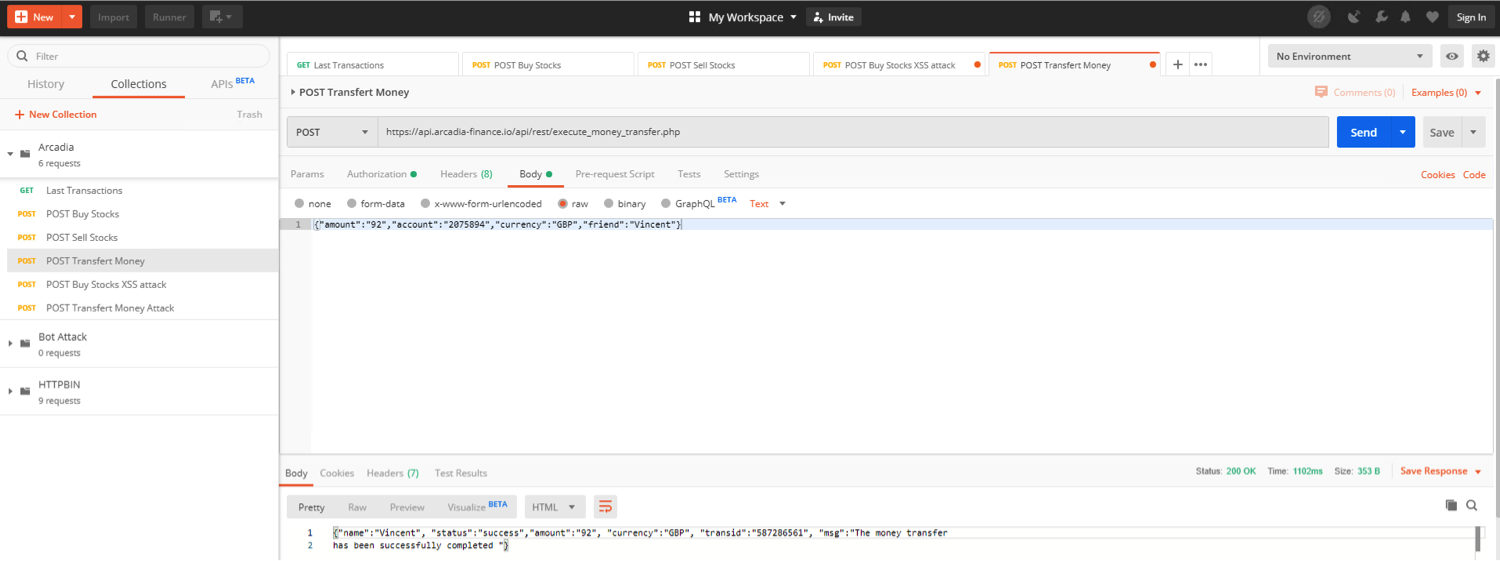 New Import Runner My Workspace Invite Sign In
Filter
History Collections APIs BETA
New Collection Trash
Arcadia
6 requests
GET Last Transactions
POST POST Buy Stocks
POST POST Sell Stocks
POST POST Transfert Money
POST POST Buy Stocks XSS attack
POST POST Transfert Money Attack
Bot Attack
0 requests
HTTPBIN
9 requests
GET Last Transactions POST POST Buy Stocks POST POST Sell Stocks POST POST Buy Stocks XSS attack POST POST Transfert Money No Environment
POST Transfert Money Comments (0) Examples (0)
POST https://api.arcadia-finance.io/api/rest/execute_money_transfer.php Send Save
Params Authorization Headers (8) Body Pre-request Script Tests Settings Cookies Code
none form-data x-www-form-urlencoded raw binary GraphQL BETA Text
1 {"amount":"92","account":"2075894","currency":"GBP","friend":"Vincent"}
Body Cookies Headers (7) Test Results Status: 200 OK Time: 1102ms Size: 353 B Save Response
Pretty Raw Preview Visualize BETA HTML
1 {"name":"Vincent", "status":"success","amount":"92", "currency":"GBP", "transid":"587286561", "msg":"The money transfer
2 has been successfully completed "}